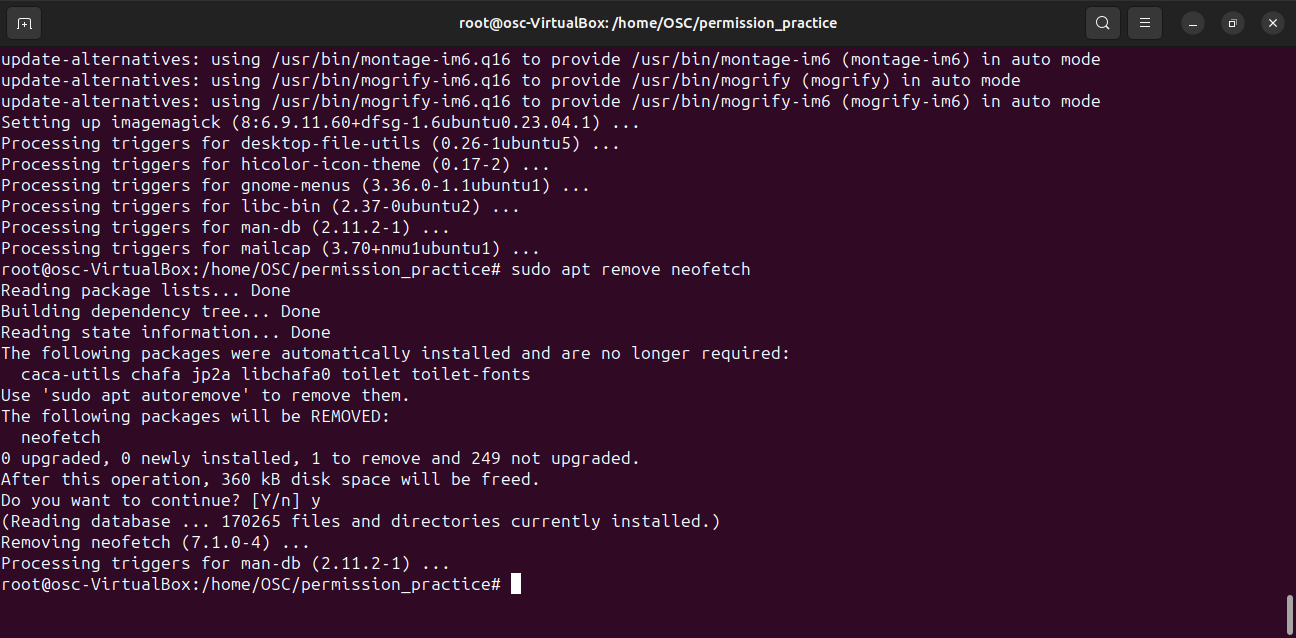 root@osc-VirtualBox: /home/OSC/permission_practice
update-alternatives: using /usr/bin/montage-im6.q16 to provide /usr/bin/montage-im6 (montage-im6) in auto mode
update-alternatives: using /usr/bin/mogrify-im6.q16 to provide /usr/bin/mogrify (mogrify) in auto mode
update-alternatives: using /usr/bin/mogrify-im6.q16 to provide /usr/bin/mogrify-im6 (mogrify-im6) in auto mode
Setting up imagemagick (8:6.9.11.60+dfsg-1.6ubuntu0.23.04.1) ...
Processing triggers for desktop-file-utils (0.26-1ubuntu5) ...
Processing triggers for hicolor-icon-theme (0.17-2) ...
Processing triggers for gnome-menus (3.36.0-1.1ubuntu1) ...
Processing triggers for libc-bin (2.37-0ubuntu2) ...
Processing triggers for man-db (2.11.2-1) ...
Processing triggers for mailcap (3.70+nmu1ubuntu1) ...
root@osc-VirtualBox:/home/OSC/permission_practice# sudo apt remove neofetch
Reading package lists... Done
Building dependency tree... Done
Reading state information... Done
The following packages were automatically installed and are no longer required:
  caca-utils chafa jp2a libchafa0 toilet toilet-fonts
Use 'sudo apt autoremove' to remove them.
The following packages will be REMOVED:
  neofetch
0 upgraded, 0 newly installed, 1 to remove and 249 not upgraded.
After this operation, 360 kB disk space will be freed.
Do you want to continue? [Y/n] y
(Reading database ... 170265 files and directories currently installed.)
Removing neofetch (7.1.0-4) ...
Processing triggers for man-db (2.11.2-1) ...
root@osc-VirtualBox:/home/OSC/permission_practice#